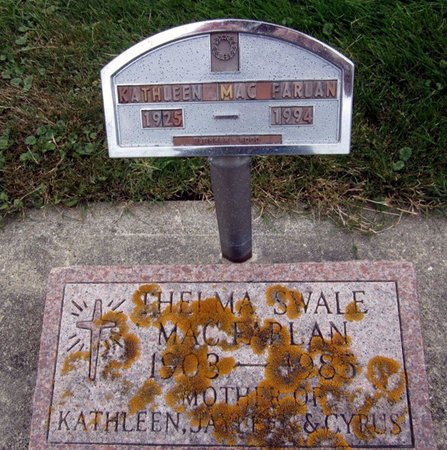 KATHLEEN MAC FARLAN
1925 1994
THELMA SWALE
MAC FARLAN
1903 — 1985
MOTHER OF
KATHLEEN, & CYRUS